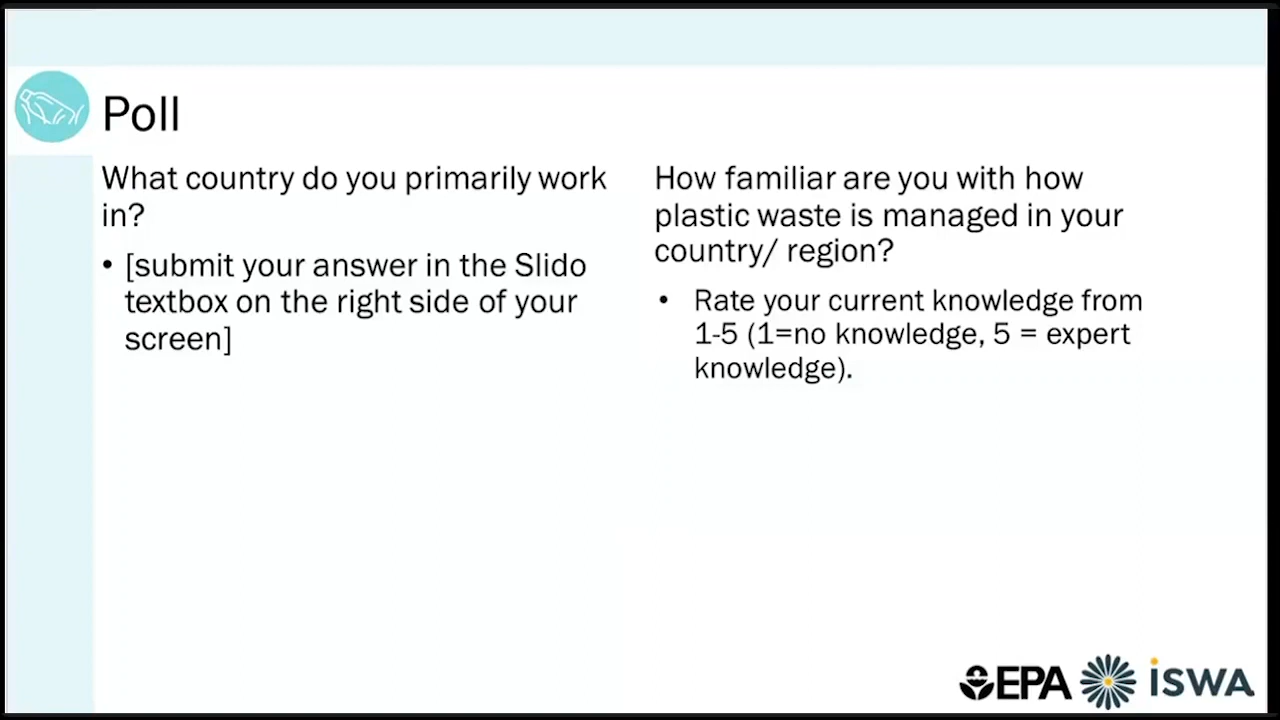 Poll
What country do you primarily work
in?
• [submit your answer in the Slido
textbox on the right side of your
screen]
How familiar are you with how
plastic waste is managed in your
country/ region?
• Rate your current knowledge from
1-5 (1=no knowledge, 5 = expert
knowledge).
EPA
iSWA